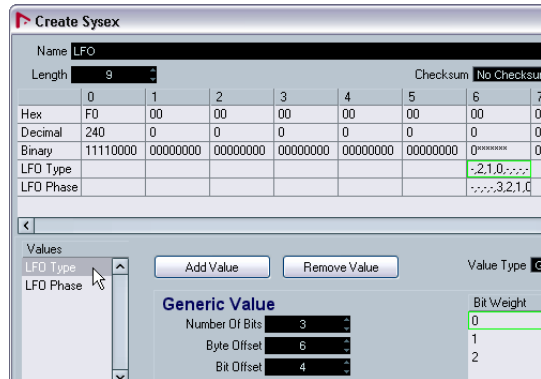 Create Sysex
Name LFO
Length 9 Checksum No Checksu
0 1 2 3 4 5 6 7
Hex F0 00 00 00 00 00 00 0
Decimal 240 0 0 0 0 0 0 0
Binary 11110000 00000000 00000000 00000000 00000000 00000000 0******* 0
LFO Type -,2,1,0,-,-,-,-
LFO Phase -,-,-,-,3,2,1,0
Values
LFO Type Add Value Remove Value Value Type G
LFO Phase
Generic Value Bit Weight
Number Of Bits 3 0
Byte Offset 6 1
Bit Offset 4 2